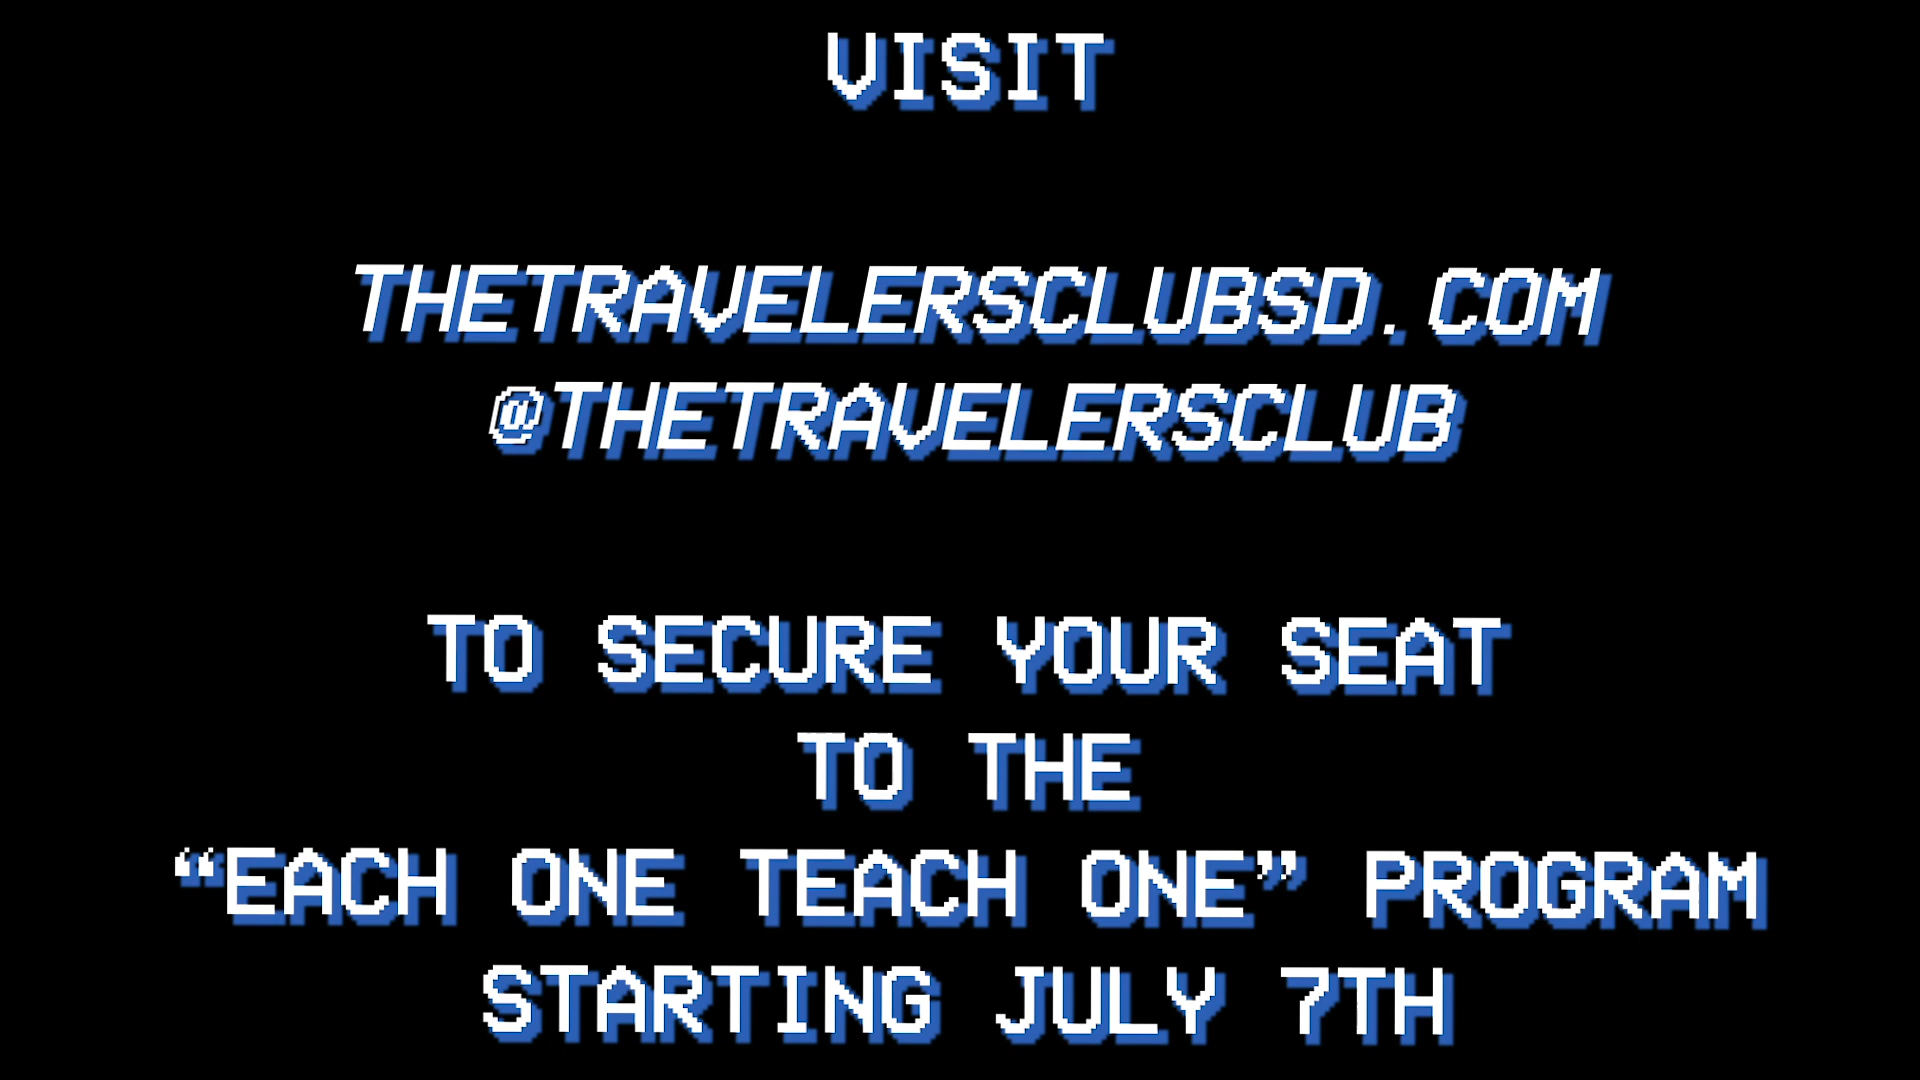 VISIT
THETRAVELERSCLUBSD.COM
@THETRAVELERSCLUB
TO SECURE YOUR SEAT
TO THE
“EACH ONE TEACH ONE” PROGRAM
STARTING JULY 7TH